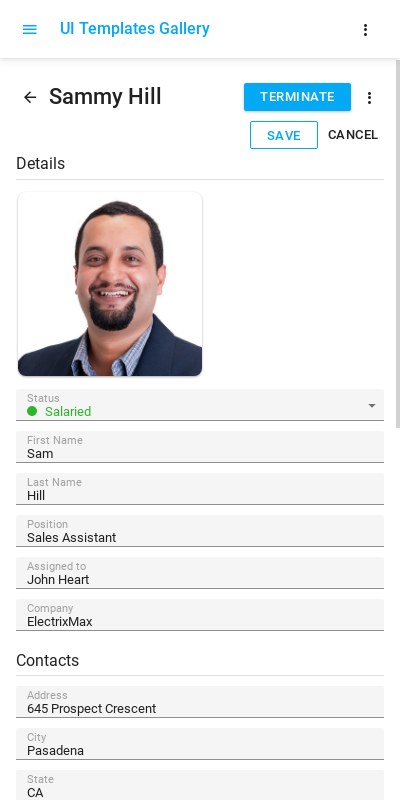 UI Templates Gallery
Sammy Hill
TERMINATE
SAVE
CANCEL
Details
Status
Salaried
First Name
Sam
Last Name
Hill
Position
Sales Assistant
Assigned to
John Heart
Company
ElectrixMax
Contacts
Address
645 Prospect Crescent
City
Pasadena
State
CA